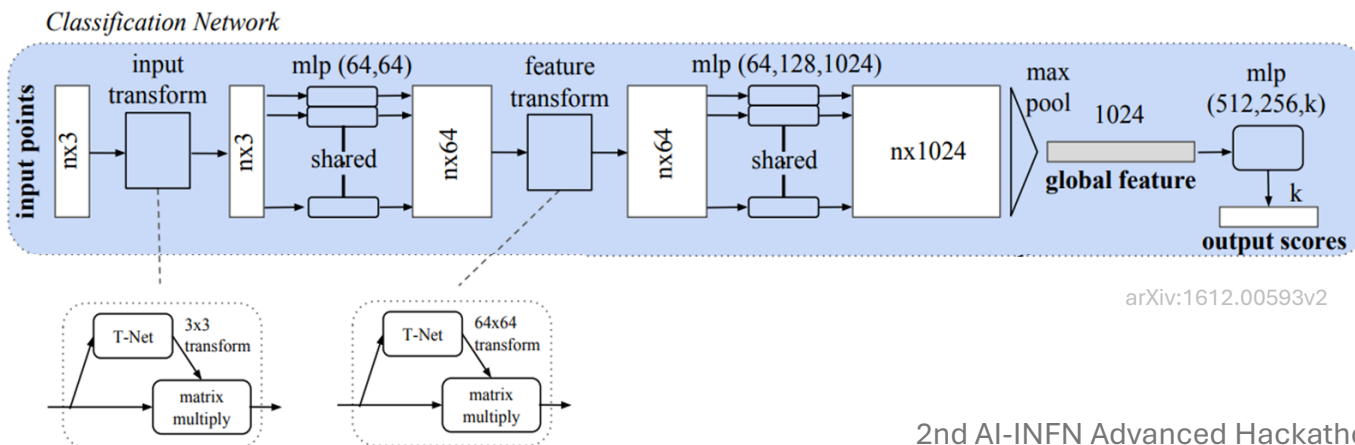 Classification Network
input points
nx3
input
transform
nx3
mlp (64,64)
shared
nx64
feature
transform
nx64
mlp (64,128,1024)
shared
nx1024
max
pool
1024
global feature
mlp
(512,256,k)
k
output scores
arXiv:1612.00593v2
T-Net
3x3
transform
matrix
multiply
T-Net
64x64
transform
matrix
multiply
2nd AI-INFN Advanced Hackatho